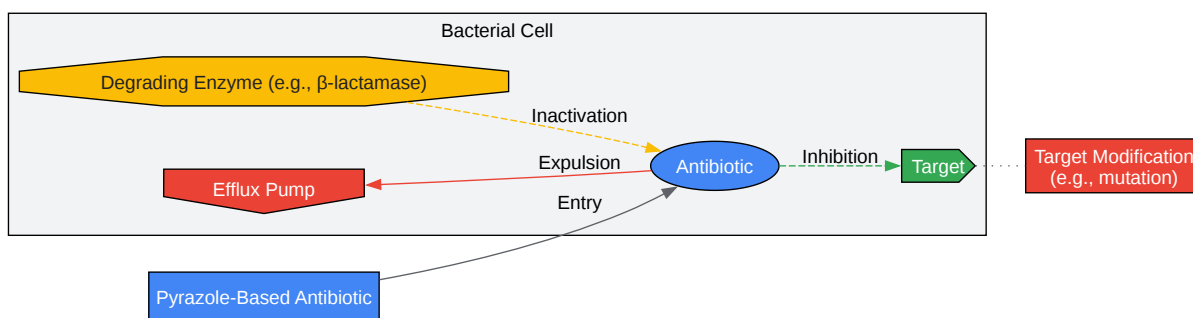 Bacterial Cell
Degrading Enzyme (e.g., β-lactamase)
Inactivation
Expulsion
Antibiotic
Inhibition
Target
Target Modification
(e.g., mutation)
Efflux Pump
Entry
Pyrazole-Based Antibiotic